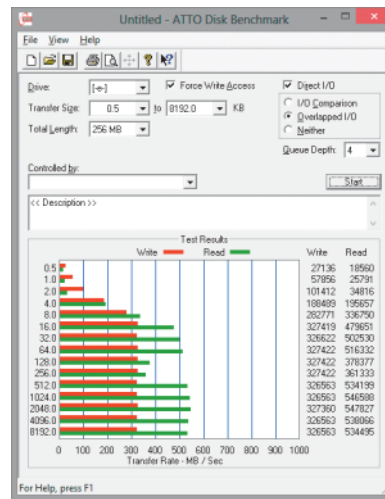 Untitled - ATTO Disk Benchmark
File View Help
Drive: [-e-] Force Write Access Direct I/O
Transfer Size: 0.5 to 8192.0 KB I/O Comparison
Overlapped I/O
Total Length: 256 MB Neither
Queue Depth: 4
Controlled by:
Start
<< Description >>
Test Results
Write Read Write Read
0.5 27136 18560
1.0 57856 25791
2.0 101412 34816
4.0 188489 195657
8.0 282771 336750
16.0 327419 479651
32.0 326622 502530
64.0 327422 516332
128.0 327422 378377
256.0 327422 361333
512.0 326563 534199
1024.0 326563 546588
2048.0 327360 547827
4096.0 326563 538066
8192.0 326563 534495
0 100 200 300 400 500 600 700 800 900 1000
Transfer Rate - MB / Sec
For Help, press F1